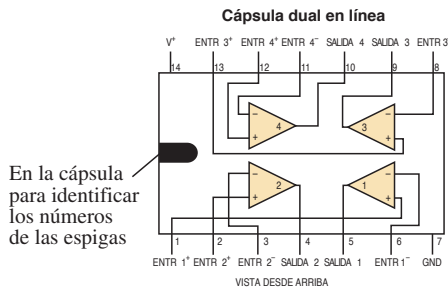 Cápsula dual en línea
V+ ENTR 3+ ENTR 4+ ENTR 4− SALIDA 4 SALIDA 3 ENTR 3−
14 13 12 11 10 9 8
− + 4
− + 3
En la cápsula
para identificar
los números
de las espigas
− + 2
− + 1
1 2 3 4 5 6 7
ENTR 1+ ENTR 2+ ENTR 2− SALIDA 2 SALIDA 1 ENTR 1− GND
VISTA DESDE ARRIBA